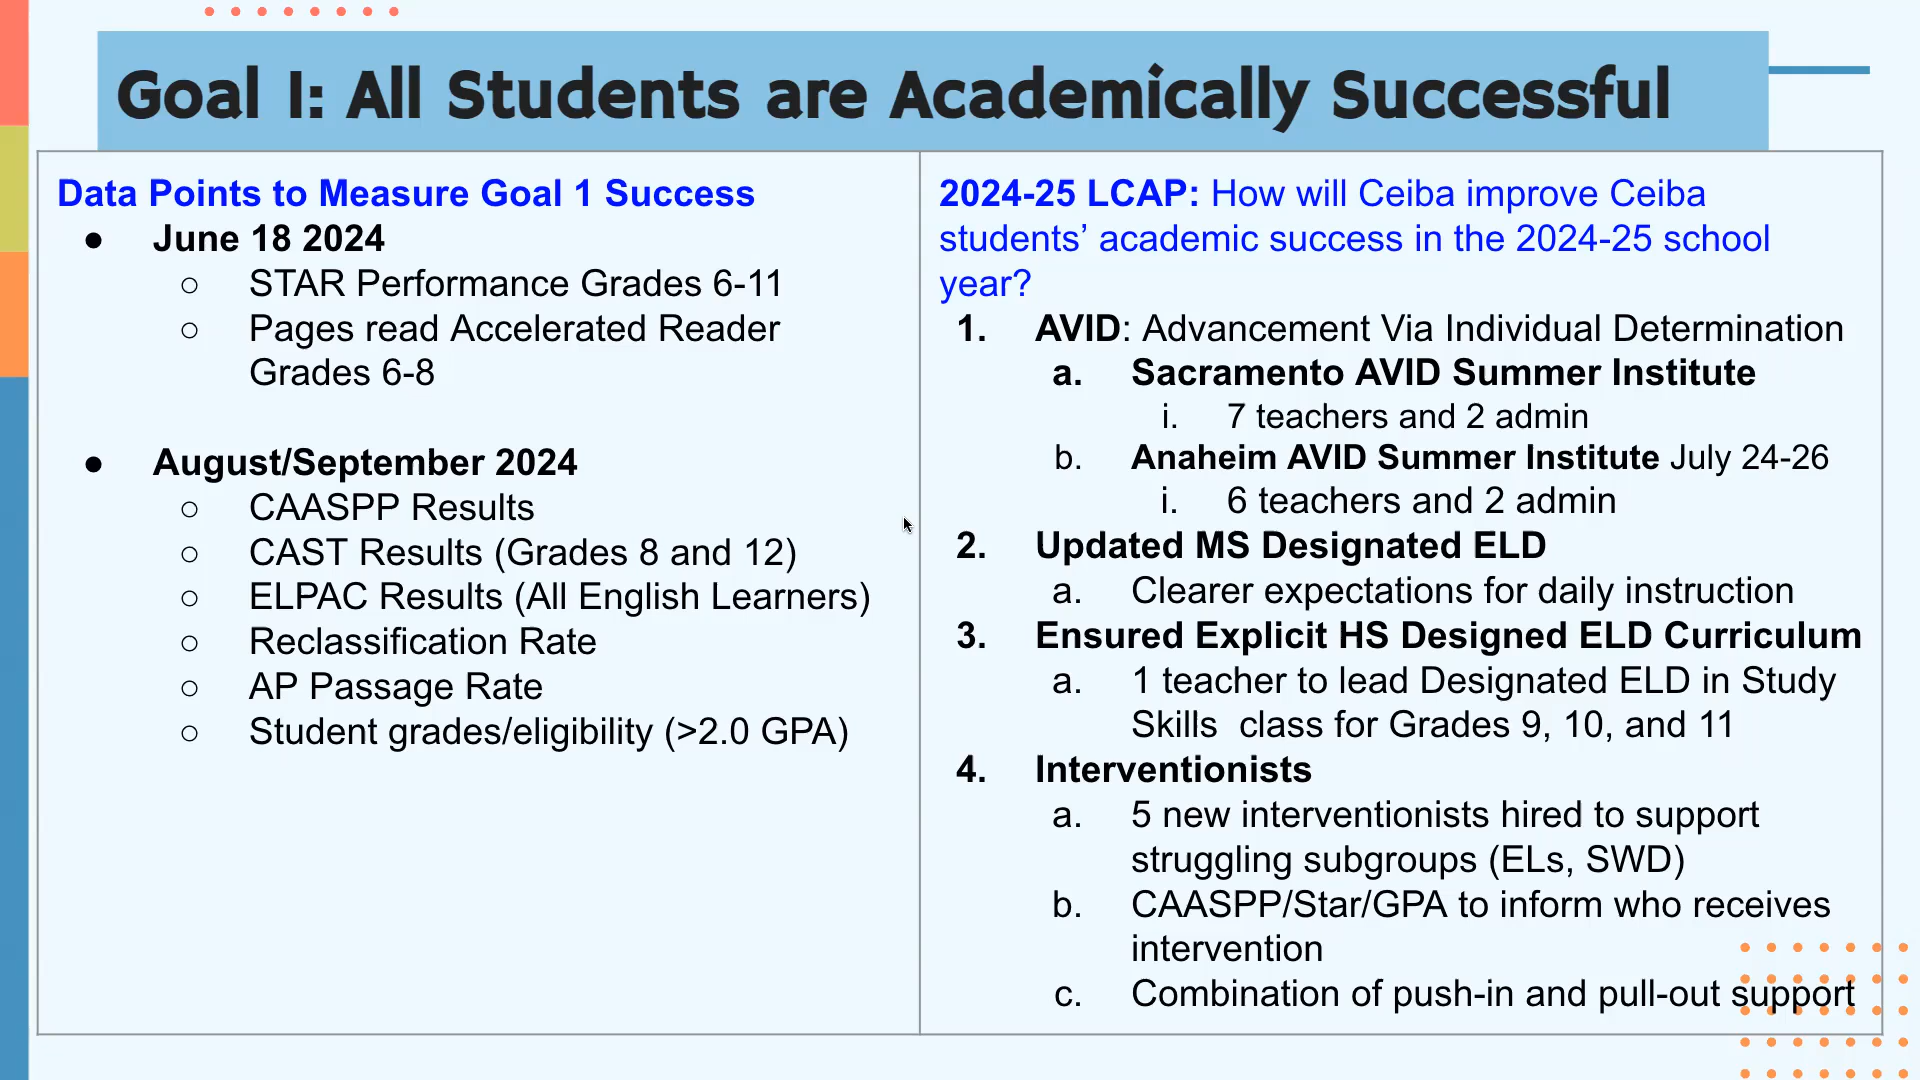 Goal 1: All Students are Academically Successful
Data Points to Measure Goal 1 Success
● June 18 2024
○ STAR Performance Grades 6-11
○ Pages read Accelerated Reader
Grades 6-8
● August/September 2024
○ CAASPP Results
○ CAST Results (Grades 8 and 12)
○ ELPAC Results (All English Learners)
○ Reclassification Rate
○ AP Passage Rate
○ Student grades/eligibility (>2.0 GPA)
2024-25 LCAP: How will Ceiba improve Ceiba
students’ academic success in the 2024-25 school
year?
1. AVID: Advancement Via Individual Determination
a. Sacramento AVID Summer Institute
i. 7 teachers and 2 admin
b. Anaheim AVID Summer Institute July 24-26
i. 6 teachers and 2 admin
2. Updated MS Designated ELD
a. Clearer expectations for daily instruction
3. Ensured Explicit HS Designed ELD Curriculum
a. 1 teacher to lead Designated ELD in Study
Skills class for Grades 9, 10, and 11
4. Interventionists
a. 5 new interventionists hired to support
struggling subgroups (ELs, SWD)
b. CAASPP/Star/GPA to inform who receives
intervention
c. Combination of push-in and pull-out support